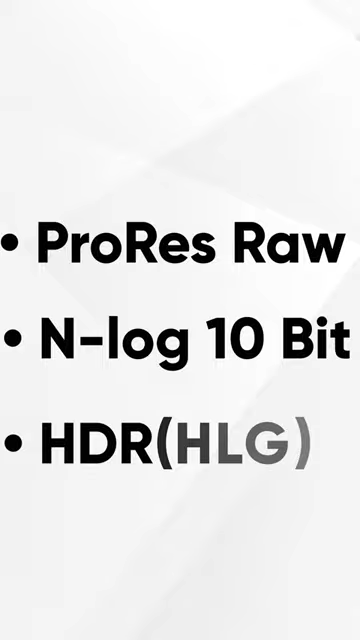 • ProRes Raw
• N-log 10 Bit
• HDR(HLG)